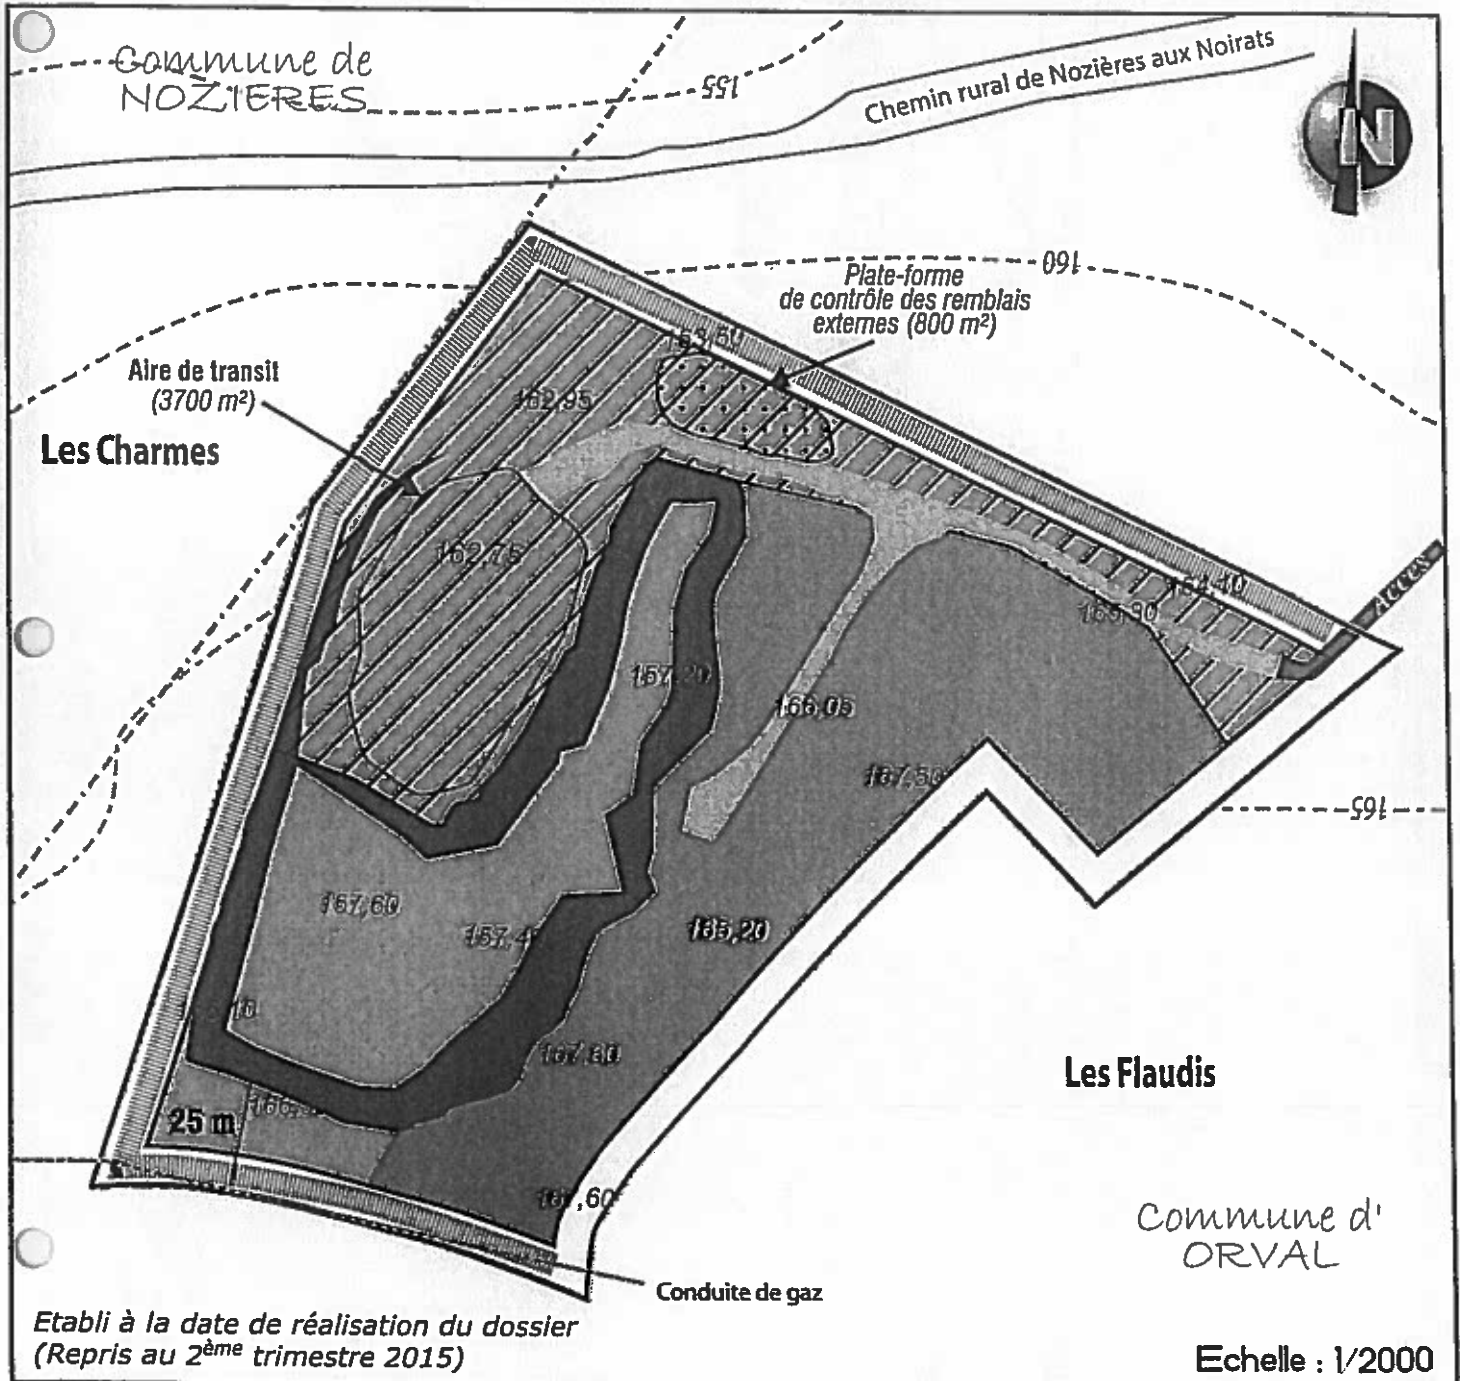 Commune de
NOZIERES
155
Chemin rural de Nozières aux Noirats
N
160
Plate-forme
de contrôle des remblais
externes (800 m²)
163,50
Aire de transit
(3700 m²)
162,95
Les Charmes
162,75
Accès
157,20
166,05
165
167,60
165,20
Les Flaudis
25 m
Commune d'
ORVAL
Conduite de gaz
Etabli à la date de réalisation du dossier
(Repris au 2ème trimestre 2015)
Echelle : 1/2000